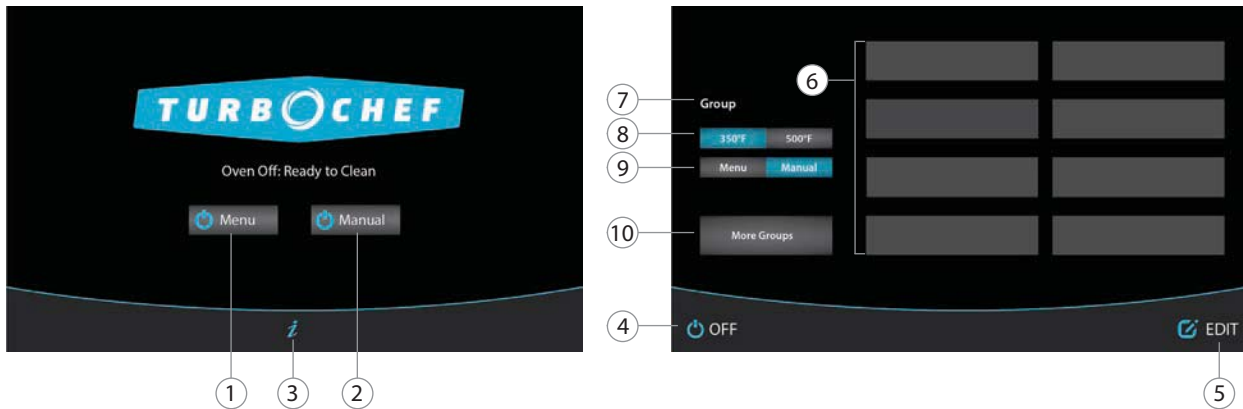 TURBOCHEF
Oven Off: Ready to Clean
Menu Manual
i
1 3 2
6
7 Group
8 350°F 500°F
9 Menu Manual
10 More Groups
4 OFF EDIT
5